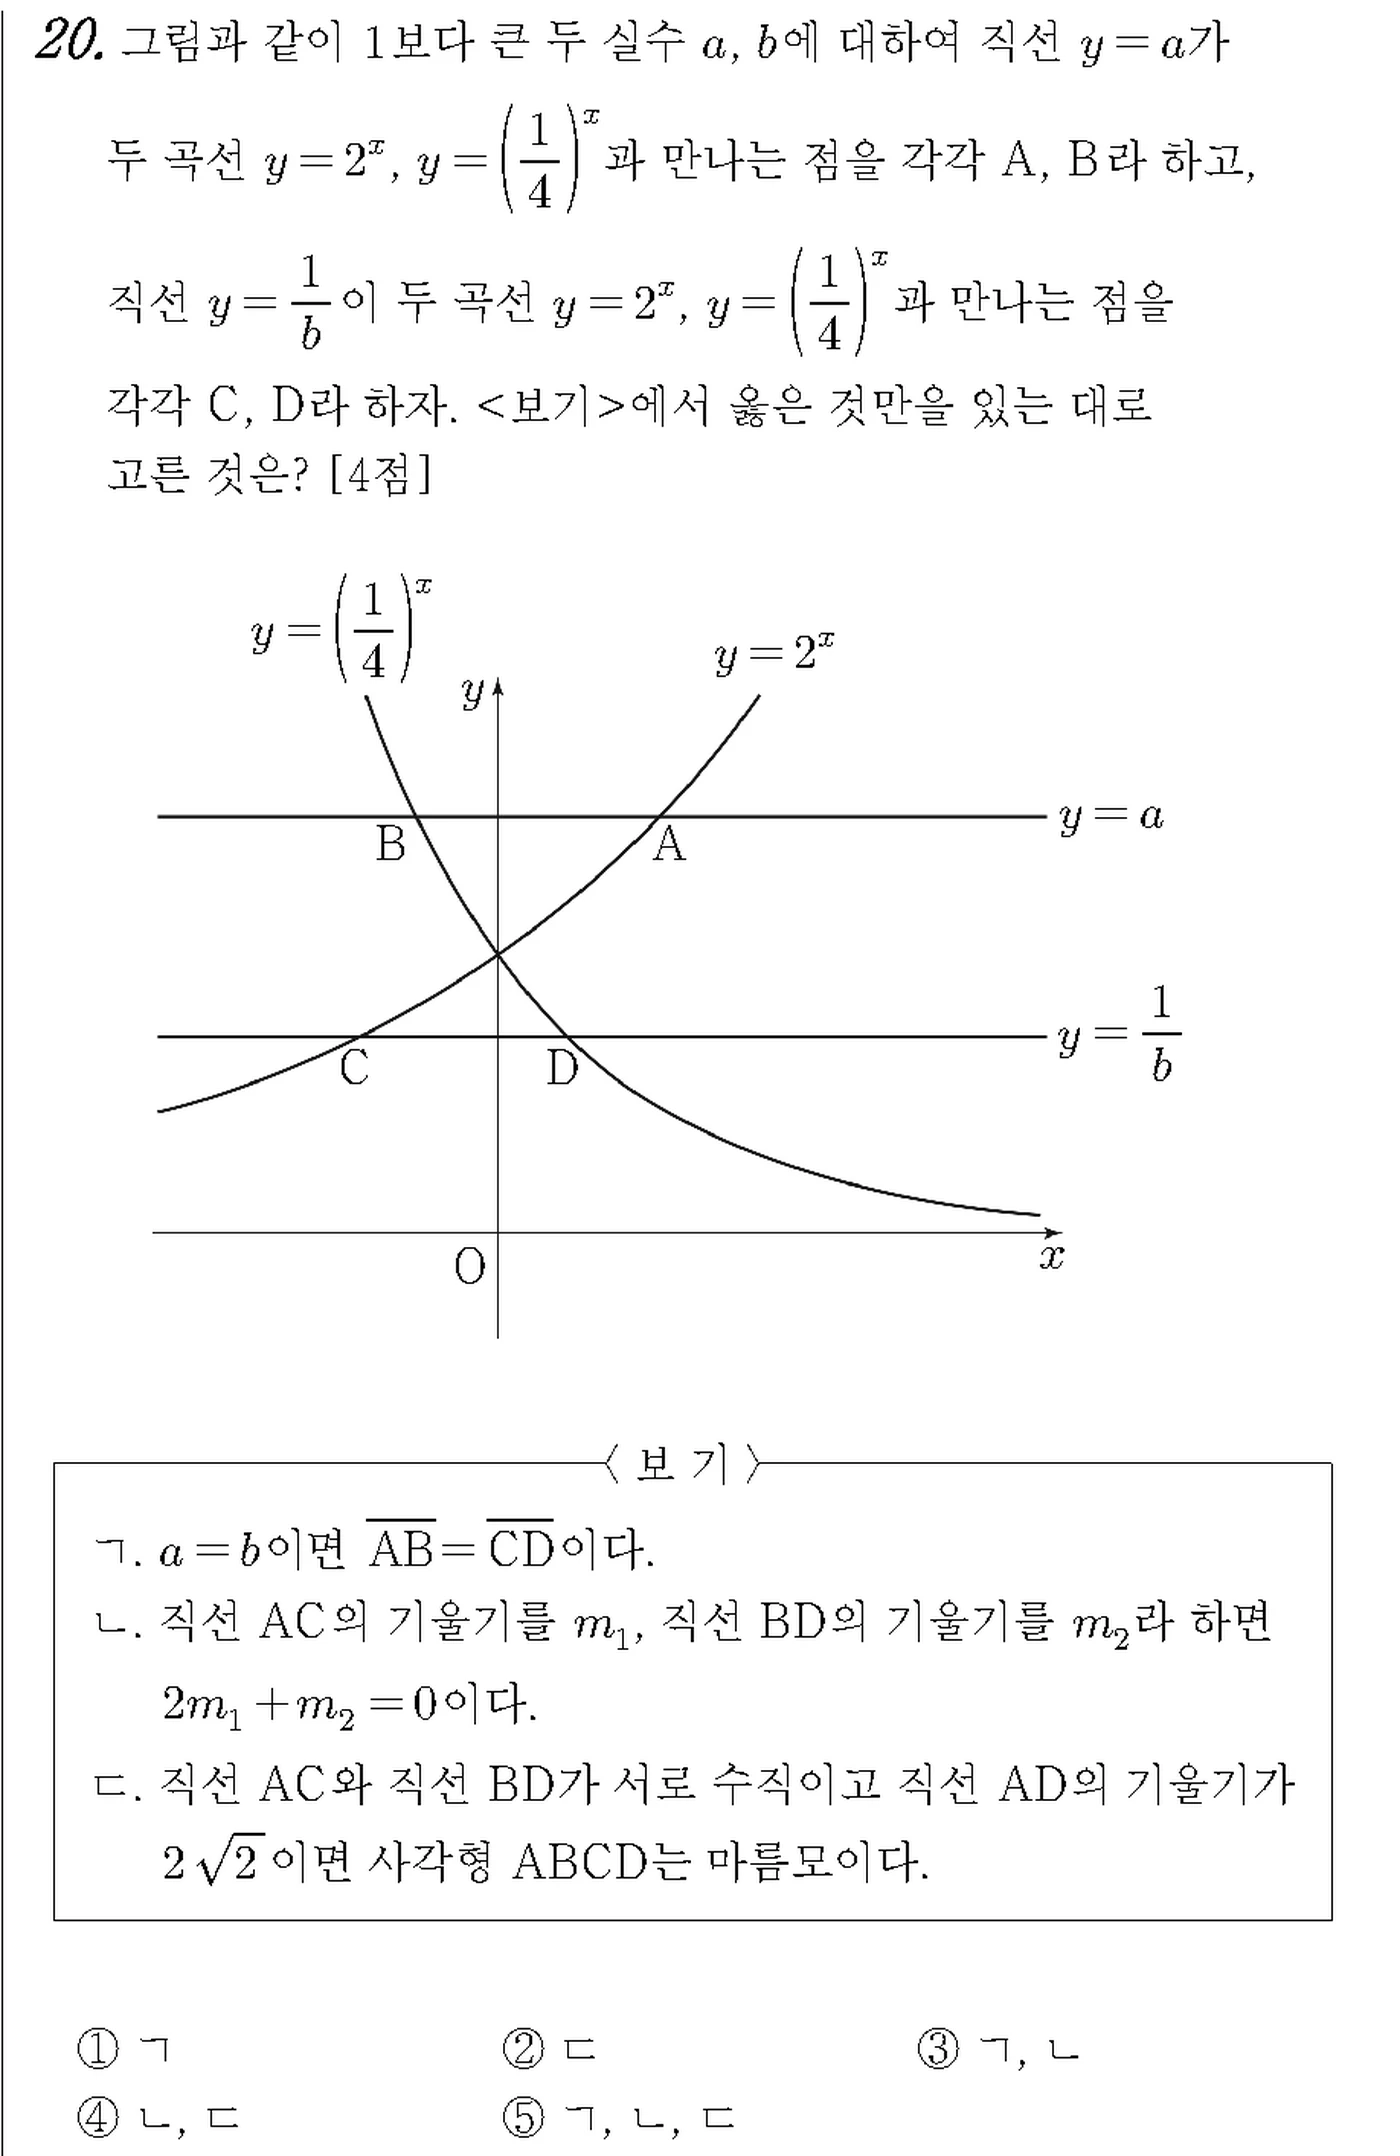 20. 그림과 같이 1보다 큰 두 실수 a, b에 대하여 직선 y = a가
두 곡선 y = 2^x, y = (1/4)^x과 만나는 점을 각각 A, B라 하고,
직선 y = 1/b이 두 곡선 y = 2^x, y = (1/4)^x과 만나는 점을
각각 C, D라 하자. <보기>에서 옳은 것만을 있는 대로
고른 것은? [4점]
y = (1/4)^x
y = 2^x
y
y = a
B
A
y = 1/b
C
D
O
x
〈 보 기 〉
ㄱ. a = b이면 \overline{AB} = \overline{CD}이다.
ㄴ. 직선 AC의 기울기를 m₁, 직선 BD의 기울기를 m₂라 하면
2m₁ + m₂ = 0이다.
ㄷ. 직선 AC와 직선 BD가 서로 수직이고 직선 AD의 기울기가
2√2이면 사각형 ABCD는 마름모이다.
① ㄱ ② ㄷ ③ ㄱ, ㄴ
④ ㄴ, ㄷ ⑤ ㄱ, ㄴ, ㄷ